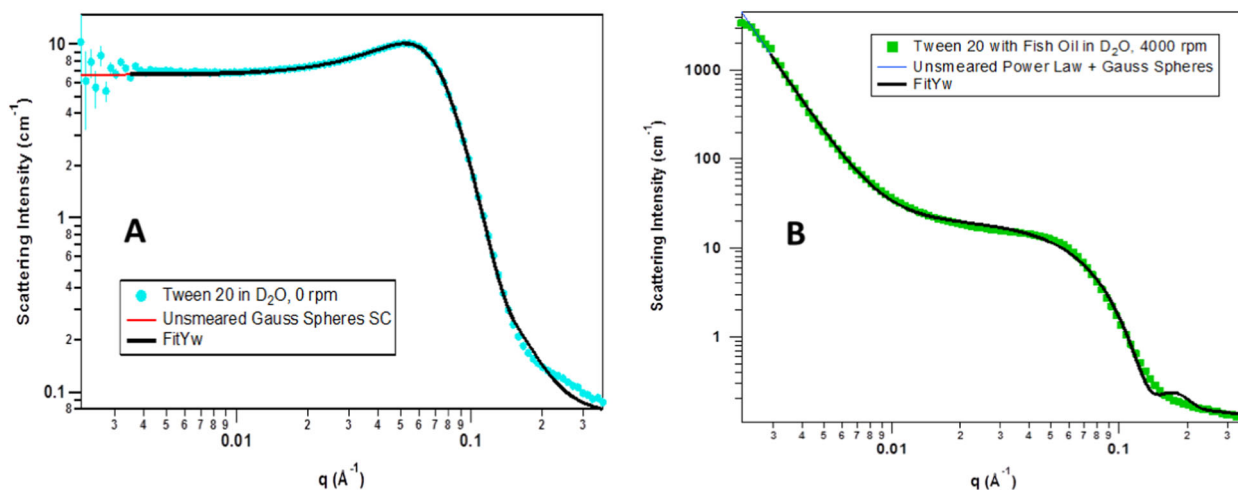 Scattering Intensity (cm⁻¹)
10
8
6
4
2
1
8
6
4
2
0.1
8
A
Tween 20 in D₂O, 0 rpm
Unsmeared Gauss Spheres SC
FitYw
3 4 5 6 7 8 9 0.01 2 3 4 5 6 7 8 9 0.1 2 3
q (Å⁻¹)
Scattering Intensity (cm⁻¹)
1000
100
10
1
B
Tween 20 with Fish Oil in D₂O, 4000 rpm
Unsmeared Power Law + Gauss Spheres
FitYw
3 4 5 6 7 8 9 0.01 2 3 4 5 6 7 8 9 0.1 2 3
q (Å⁻¹)